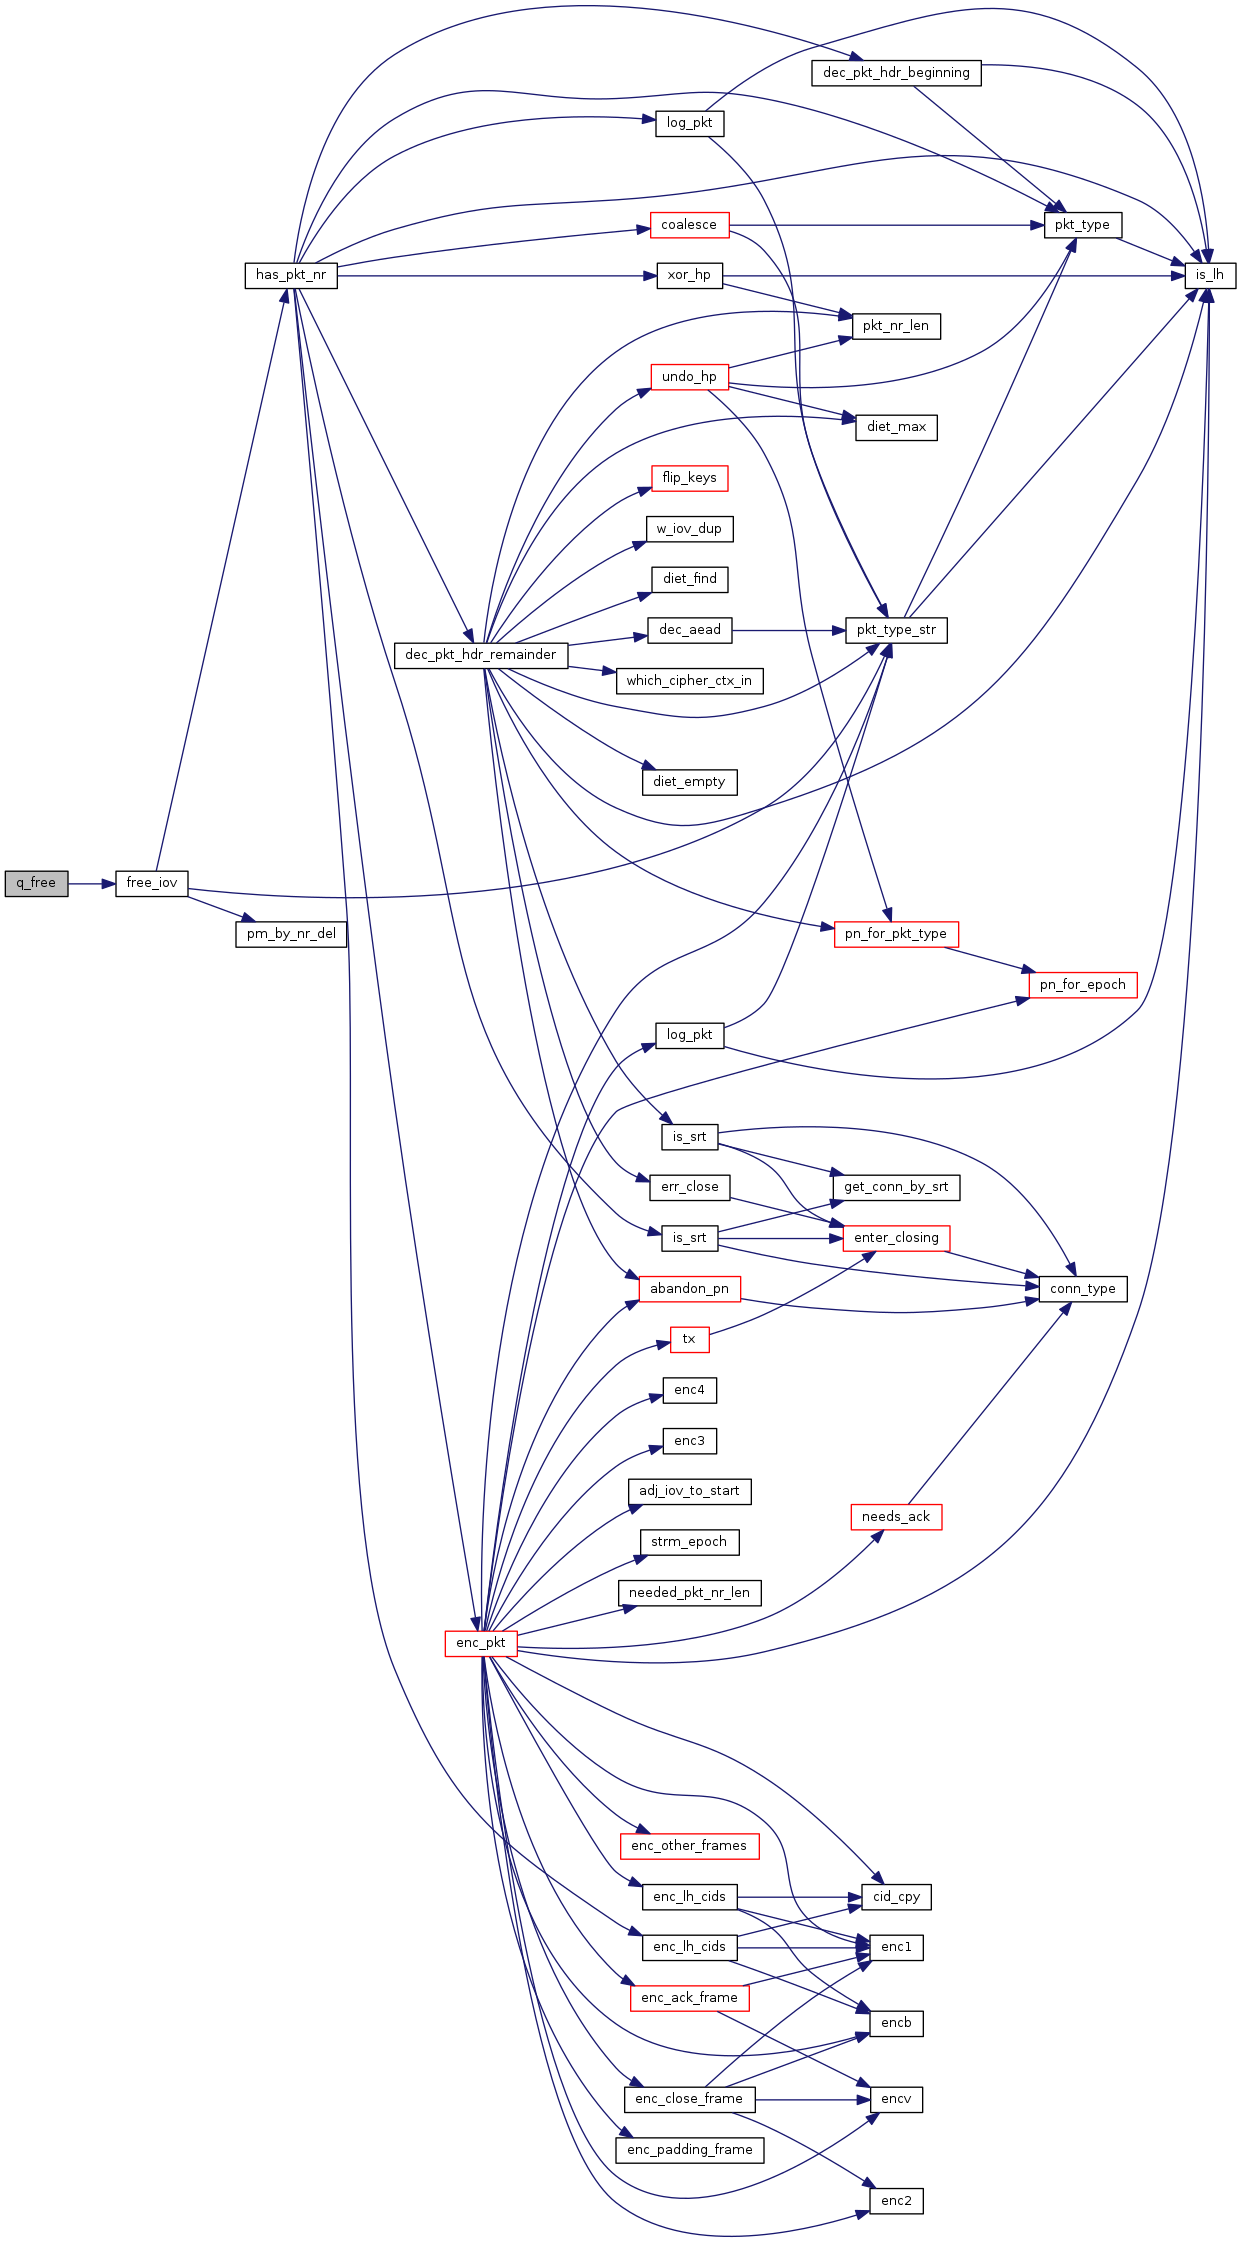 dec_pkt_hdr_beginning
log_pkt
coalesce
pkt_type
has_pkt_nr
xor_hp
is_lh
pkt_nr_len
undo_hp
diet_max
flip_keys
w_iov_dup
diet_find
dec_aead
pkt_type_str
dec_pkt_hdr_remainder
which_cipher_ctx_in
diet_empty
q_free
free_iov
pm_by_nr_del
pn_for_pkt_type
pn_for_epoch
log_pkt
is_srt
err_close
get_conn_by_srt
is_srt
enter_closing
abandon_pn
conn_type
tx
enc4
enc3
adj_iov_to_start
needs_ack
strm_epoch
needed_pkt_nr_len
enc_pkt
enc_other_frames
enc_lh_cids
cid_cpy
enc_lh_cids
enc1
enc_ack_frame
encb
enc_close_frame
encv
enc_padding_frame
enc2